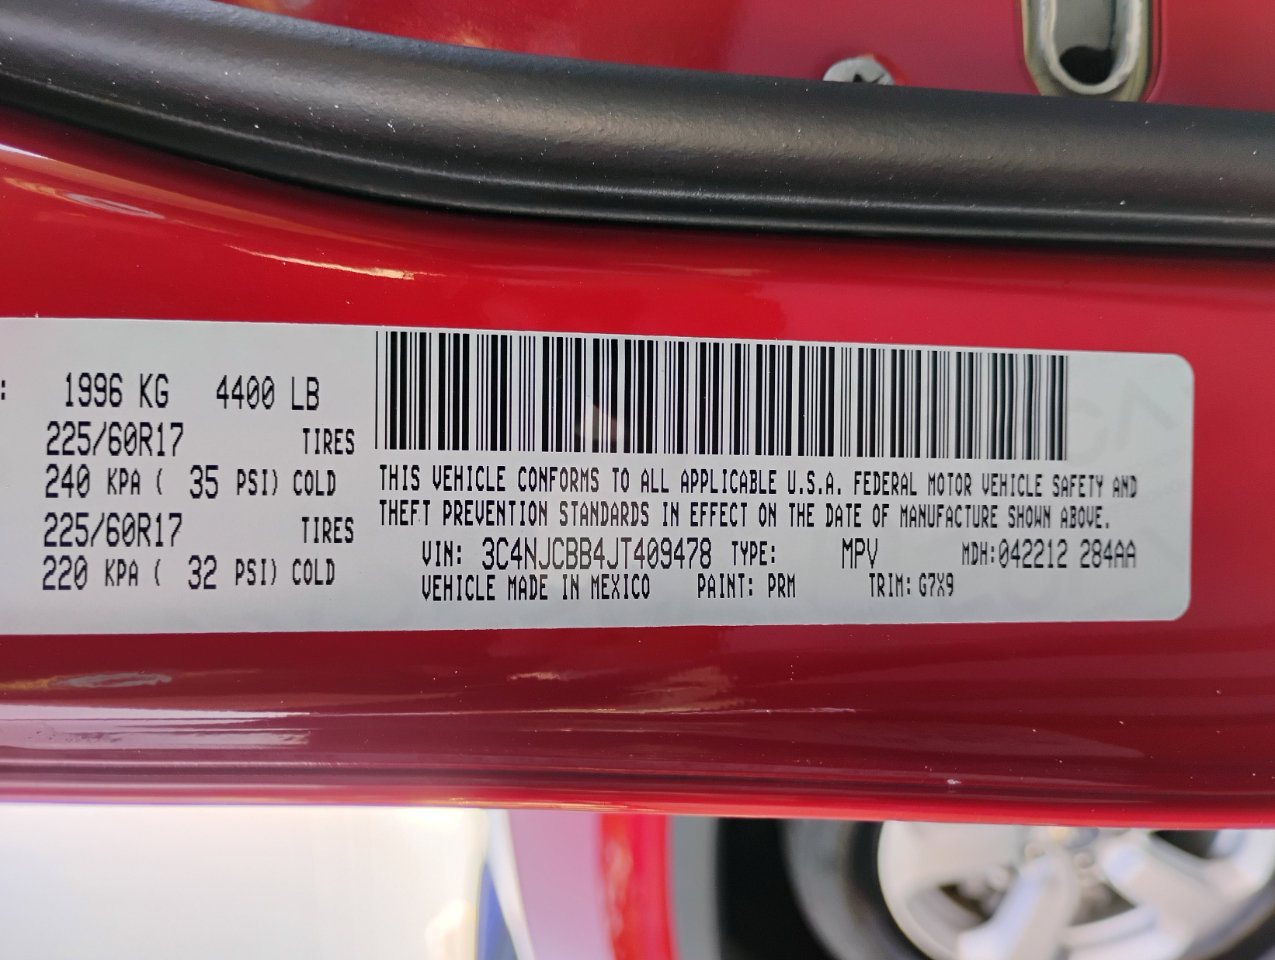 : 1996 KG 4400 LB
225/60R17 TIRES
240 KPA ( 35 PSI) COLD
225/60R17 TIRES
220 KPA ( 32 PSI) COLD
THIS VEHICLE CONFORMS TO ALL APPLICABLE U.S.A. FEDERAL MOTOR VEHICLE SAFETY AND
THEFT PREVENTION STANDARDS IN EFFECT ON THE DATE OF MANUFACTURE SHOWN ABOVE.
VIN: 3C4NJCBB4JT409478 TYPE: MPV MDH:042212 284AA
VEHICLE MADE IN MEXICO PAINT: PRM TRIM: G7X9